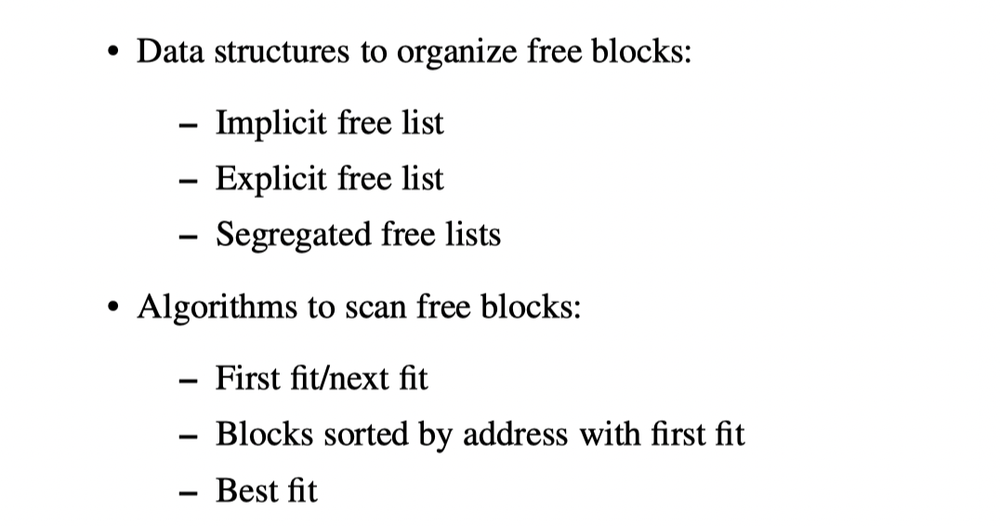 • Data structures to organize free blocks:
– Implicit free list
– Explicit free list
– Segregated free lists
• Algorithms to scan free blocks:
– First fit/next fit
– Blocks sorted by address with first fit
– Best fit